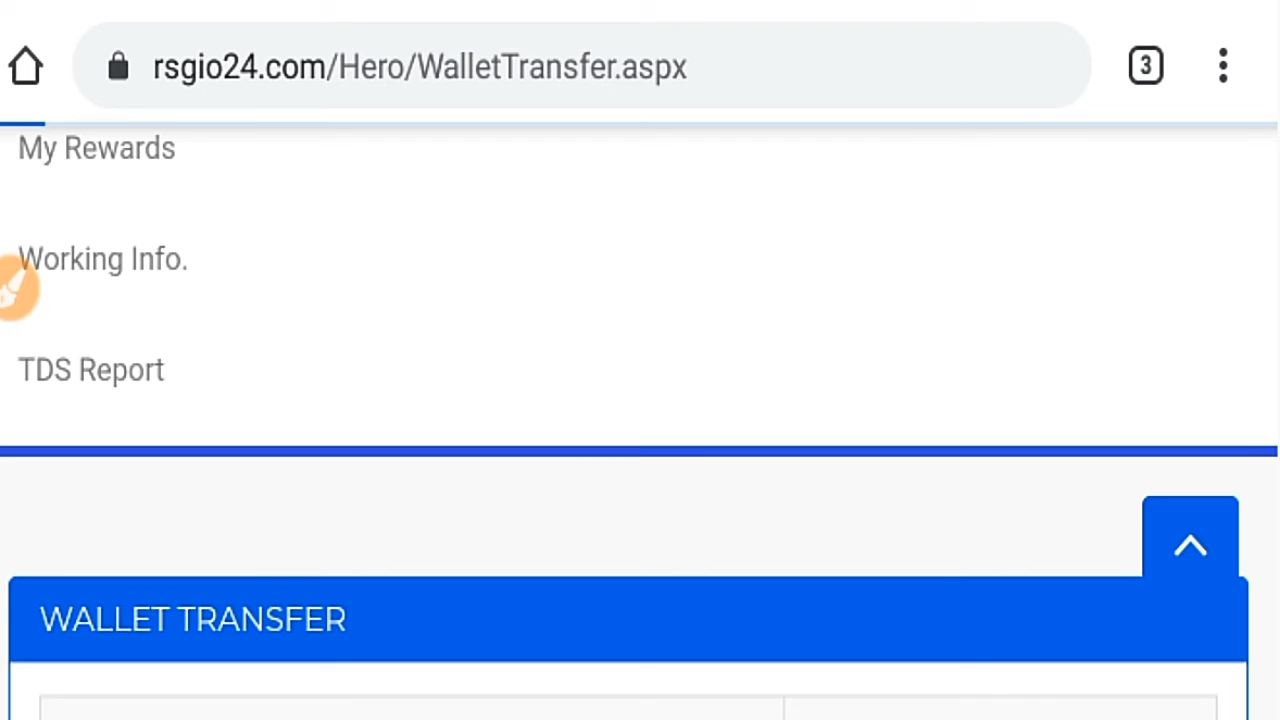 rsgio24.com/Hero/WalletTransfer.aspx
3
My Rewards
Working Info.
TDS Report
WALLET TRANSFER